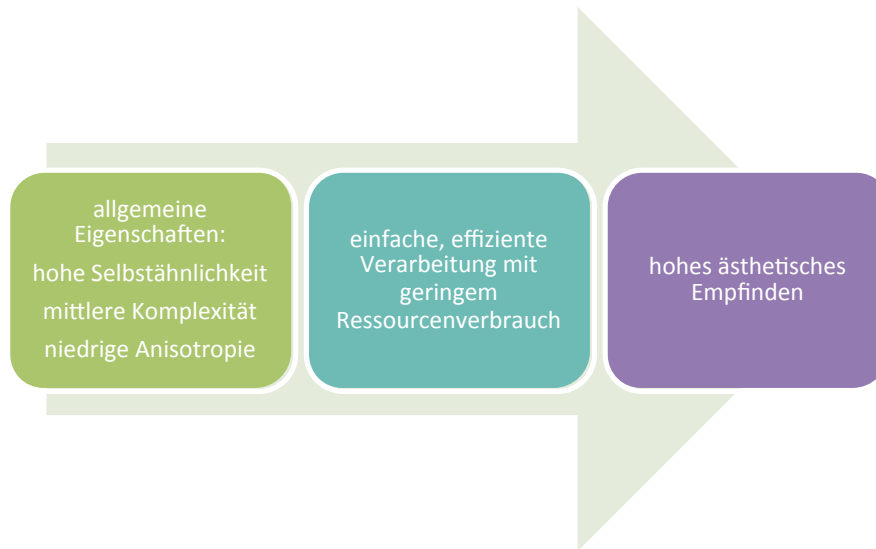 allgemeine
Eigenschaften:
hohe Selbstähnlichkeit
mittlere Komplexität
niedrige Anisotropie
einfache, effiziente
Verarbeitung mit
geringem
Ressourcenverbrauch
hohes ästhetisches
Empfinden